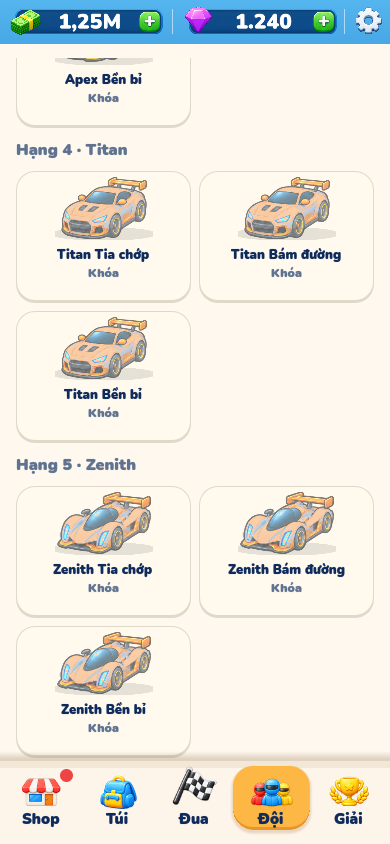 1,25M
1.240
Apex Bền bỉ
Khóa
Hạng 4 · Titan
Titan Tia chớp
Khóa
Titan Bám đường
Khóa
Titan Bền bỉ
Khóa
Hạng 5 · Zenith
Zenith Tia chớp
Khóa
Zenith Bám đường
Khóa
Zenith Bền bỉ
Khóa
Shop
Túi
Đua
Đội
Giải